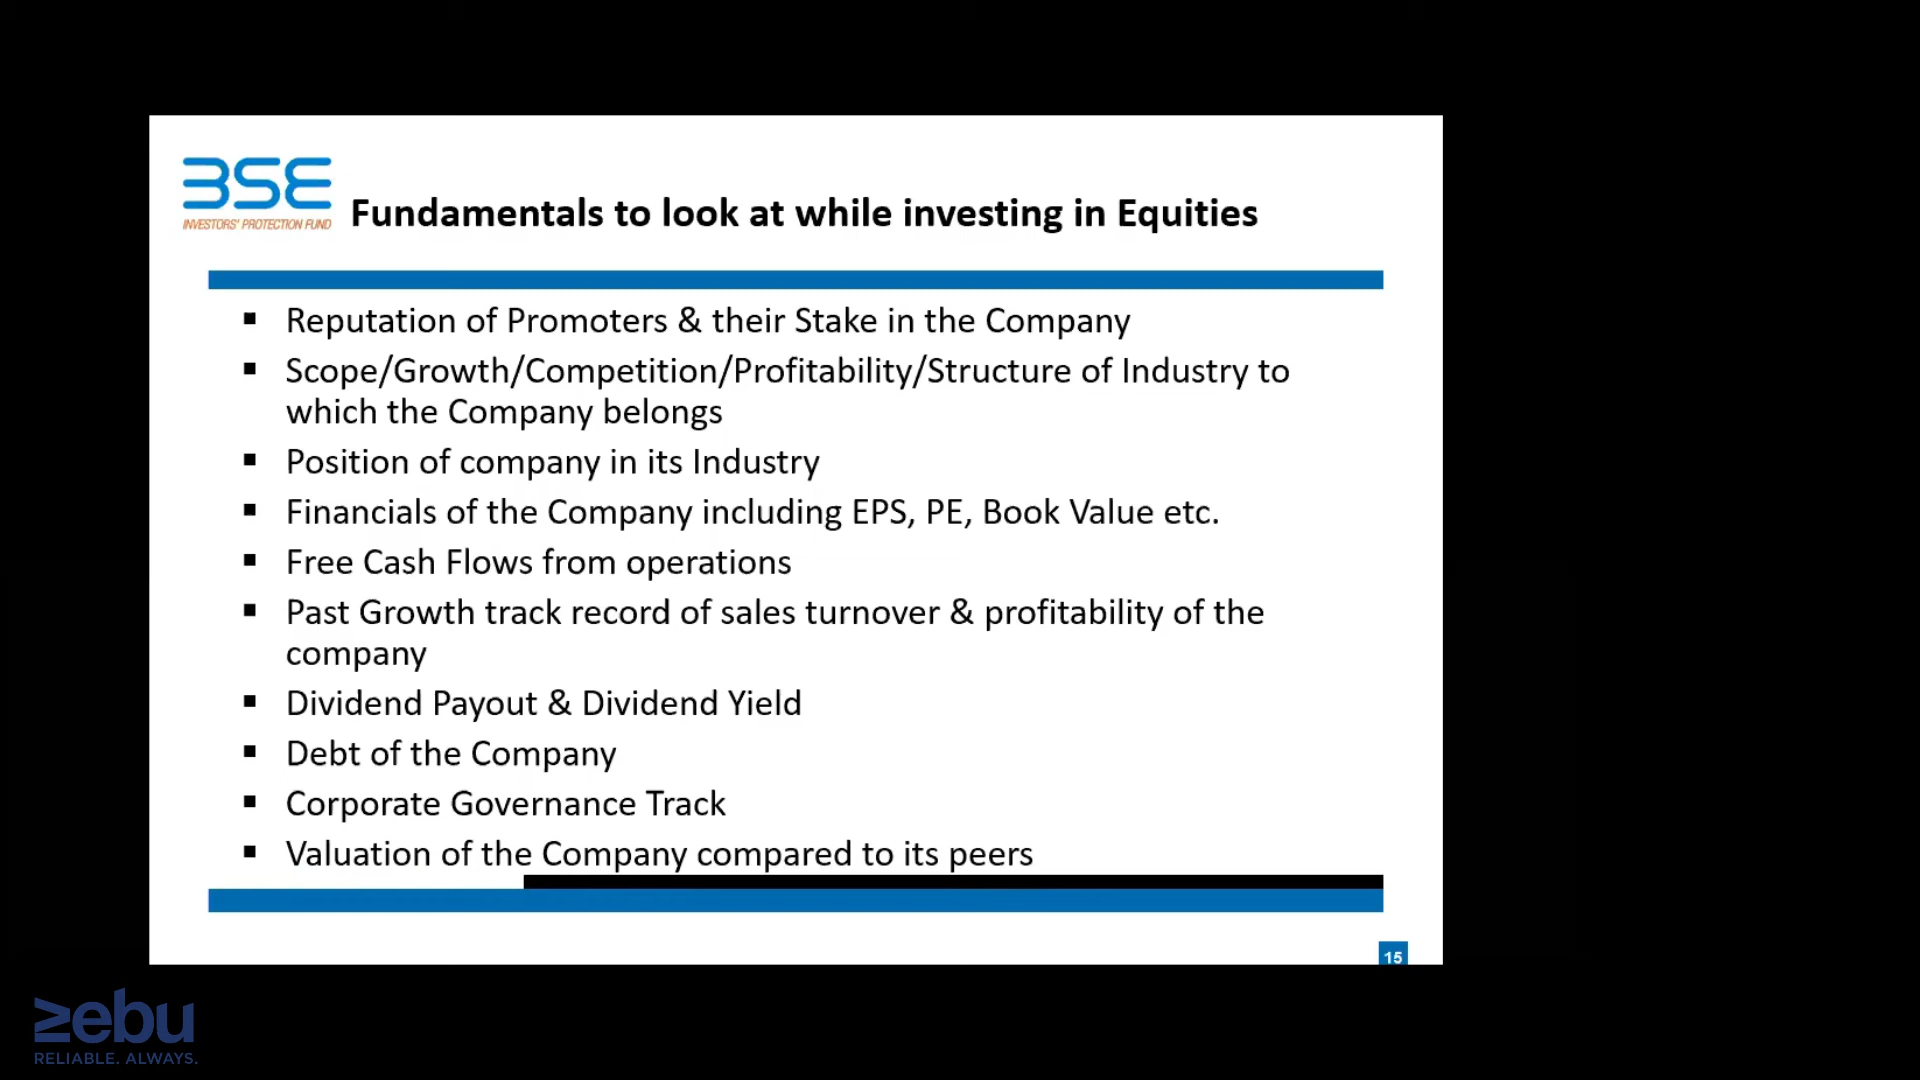 BSE
INVESTORS' PROTECTION FUND
Fundamentals to look at while investing in Equities
▪ Reputation of Promoters & their Stake in the Company
▪ Scope/Growth/Competition/Profitability/Structure of Industry to
which the Company belongs
▪ Position of company in its Industry
▪ Financials of the Company including EPS, PE, Book Value etc.
▪ Free Cash Flows from operations
▪ Past Growth track record of sales turnover & profitability of the
company
▪ Dividend Payout & Dividend Yield
▪ Debt of the Company
▪ Corporate Governance Track
▪ Valuation of the Company compared to its peers
15
zebu
RELIABLE. ALWAYS.